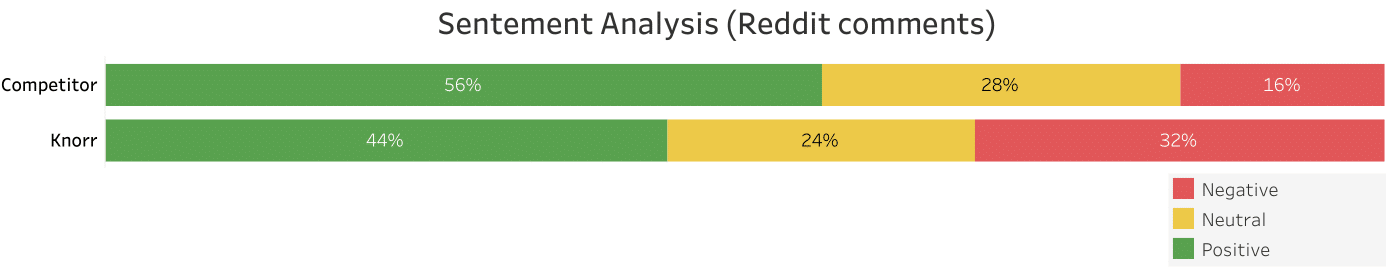 Sentement Analysis (Reddit comments)
Competitor 56% 28% 16%
Knorr 44% 24% 32%
Negative
Neutral
Positive